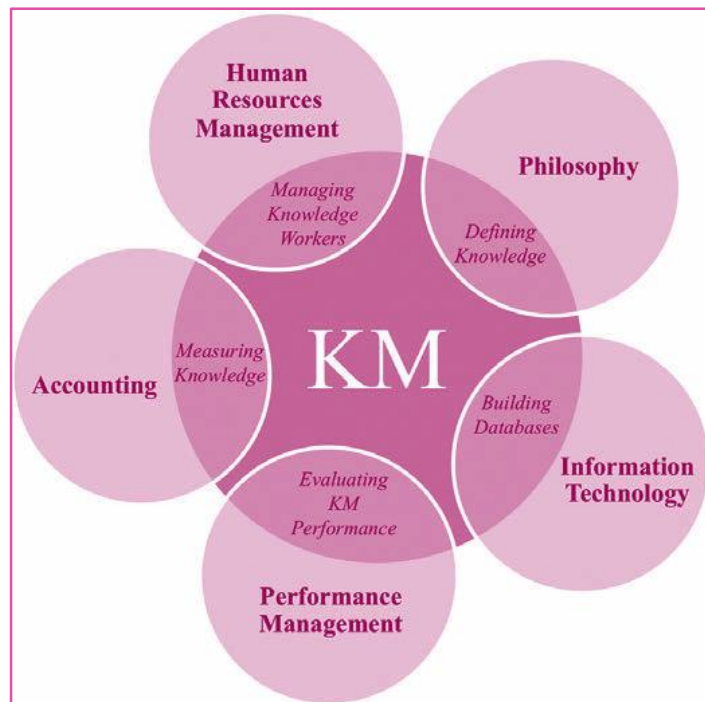 Human
Resources
Management
Managing
Knowledge
Workers
Philosophy
Defining
Knowledge
KM
Accounting
Measuring
Knowledge
Building
Databases
Information
Technology
Evaluating
KM
Performance
Performance
Management